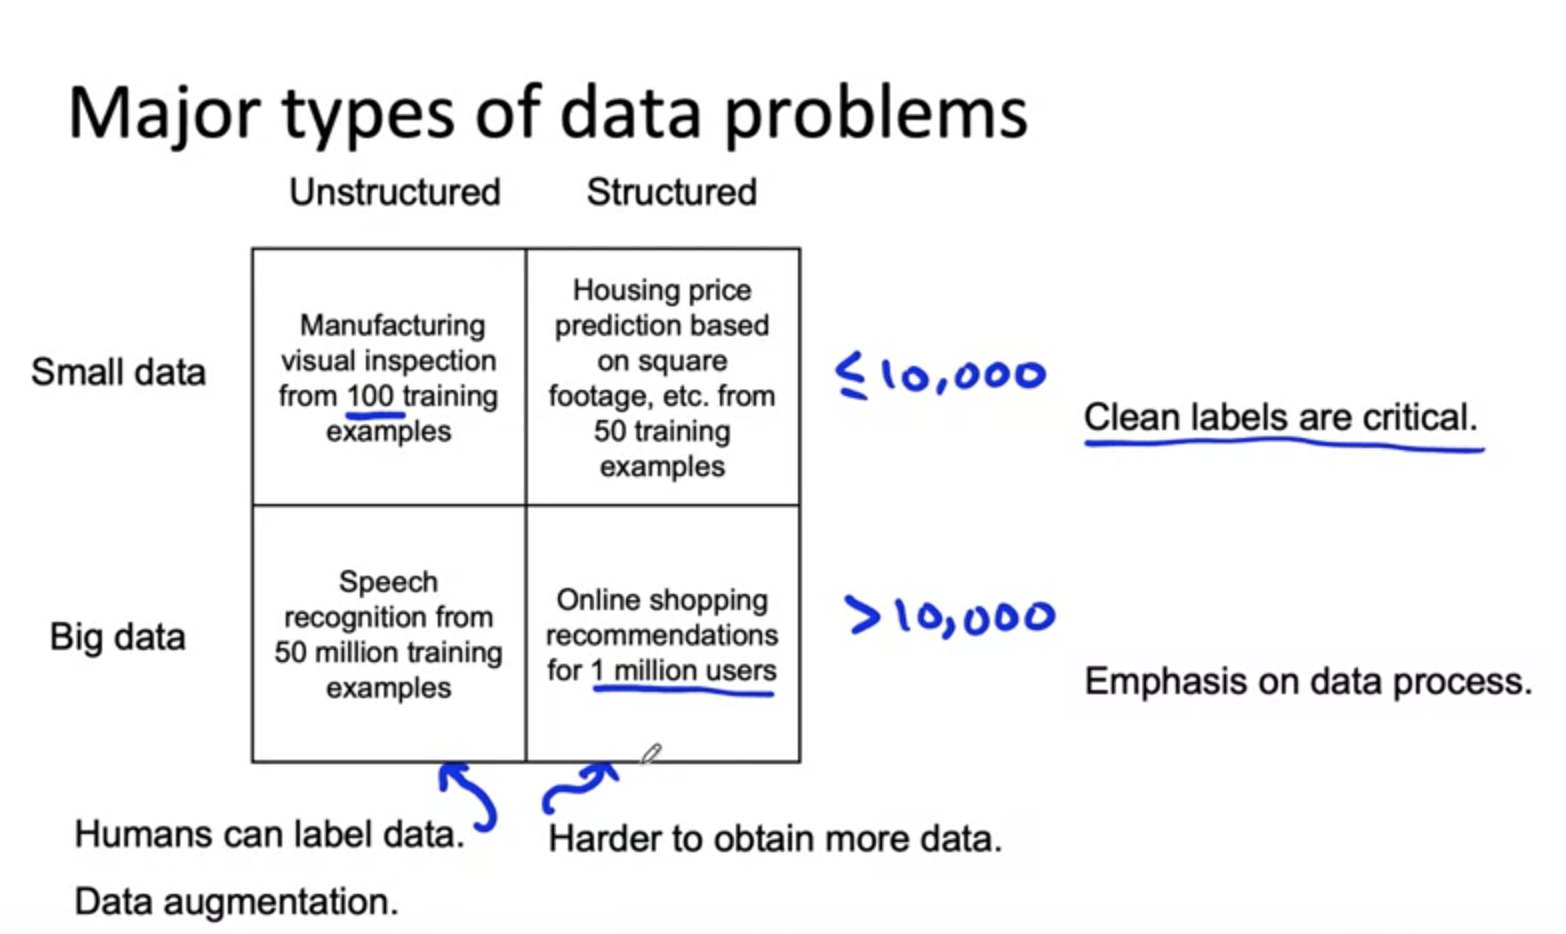 Major types of data problems
Unstructured
Structured
Small data
Manufacturing
visual inspection
from 100 training
examples
Housing price
prediction based
on square
footage, etc. from
50 training
examples
≤10,000
Clean labels are critical.
Big data
Speech
recognition from
50 million training
examples
Online shopping
recommendations
for 1 million users
>10,000
Emphasis on data process.
Humans can label data.
Harder to obtain more data.
Data augmentation.